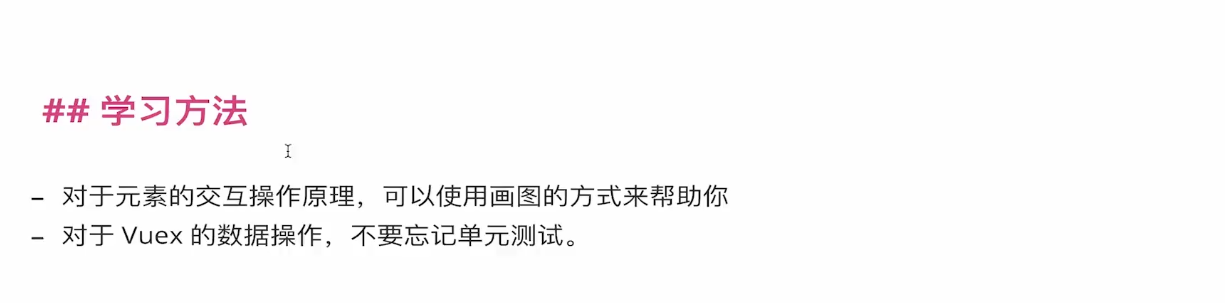 ## 学习方法
- 对于元素的交互操作原理，可以使用画图的方式来帮助你
- 对于 Vuex 的数据操作，不要忘记单元测试。